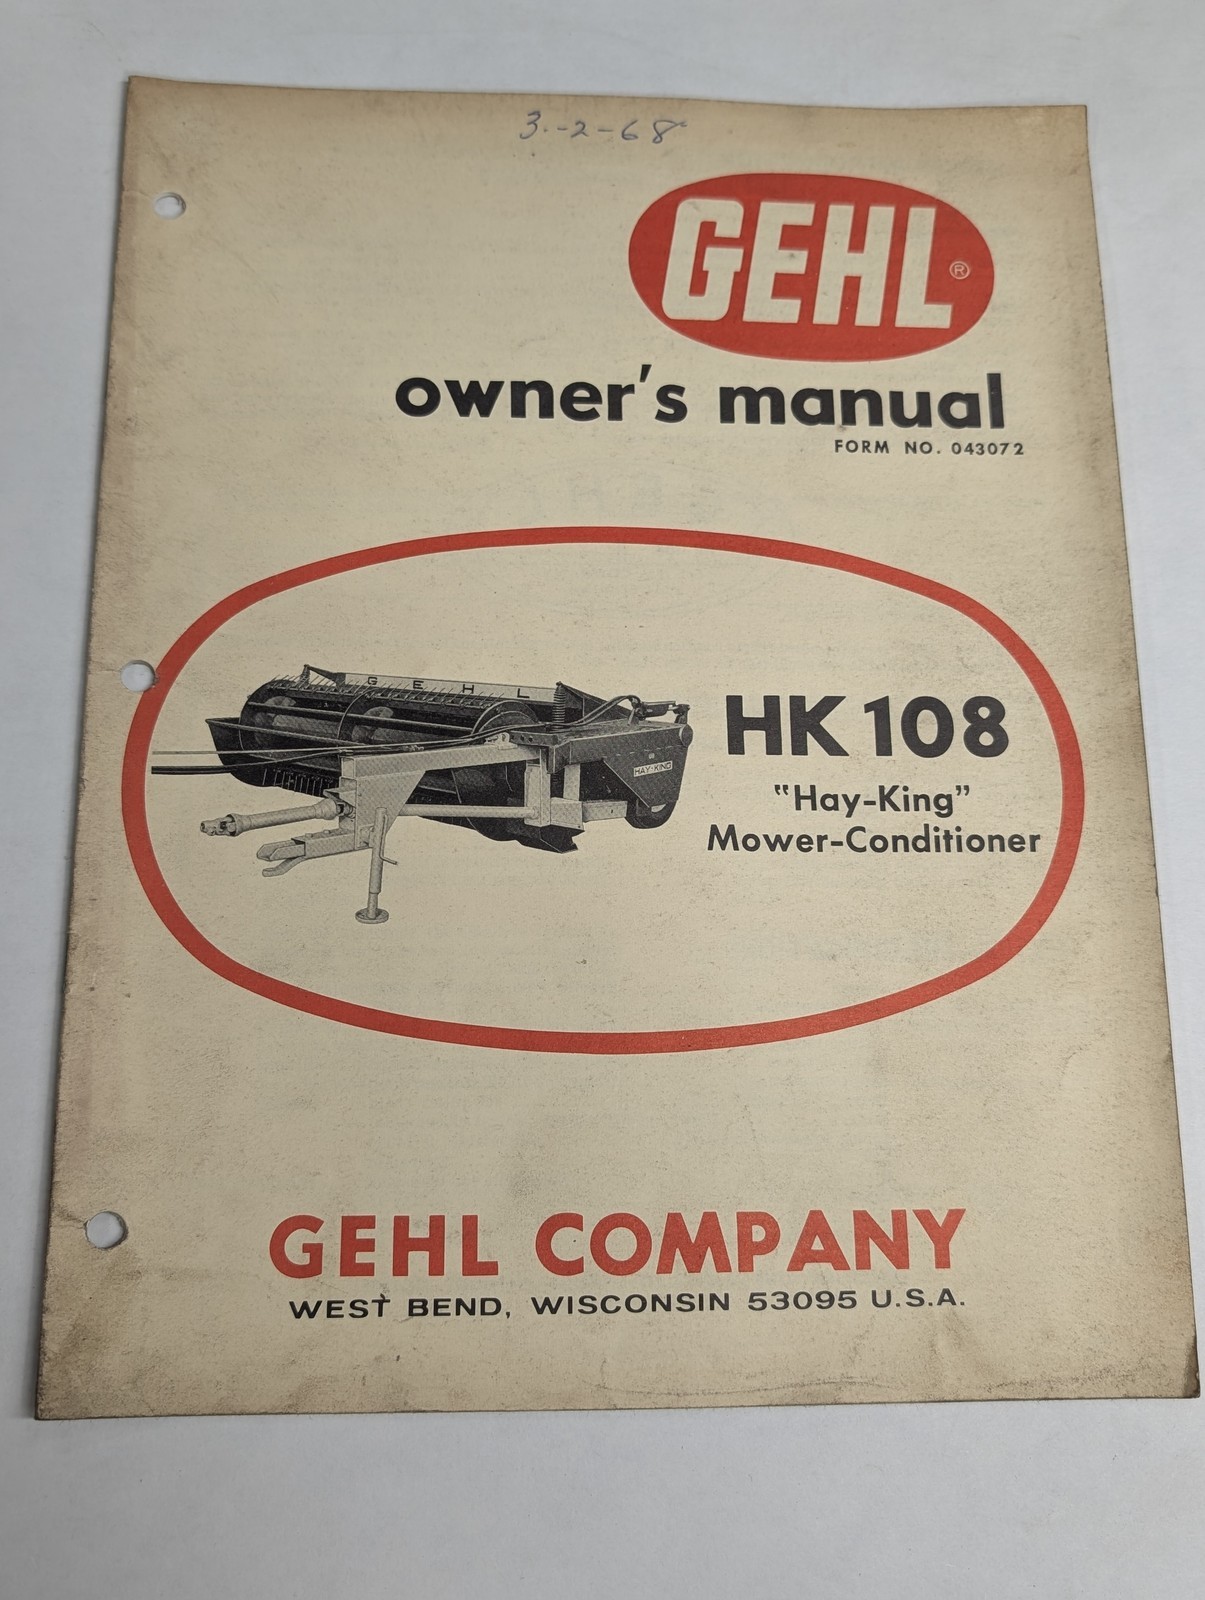 3-2-68
GEHL®
owner's manual
FORM NO. 043072
GEHL
HAY-KING
HK 108
"Hay-King"
Mower-Conditioner
GEHL COMPANY
WEST BEND, WISCONSIN 53095 U.S.A.